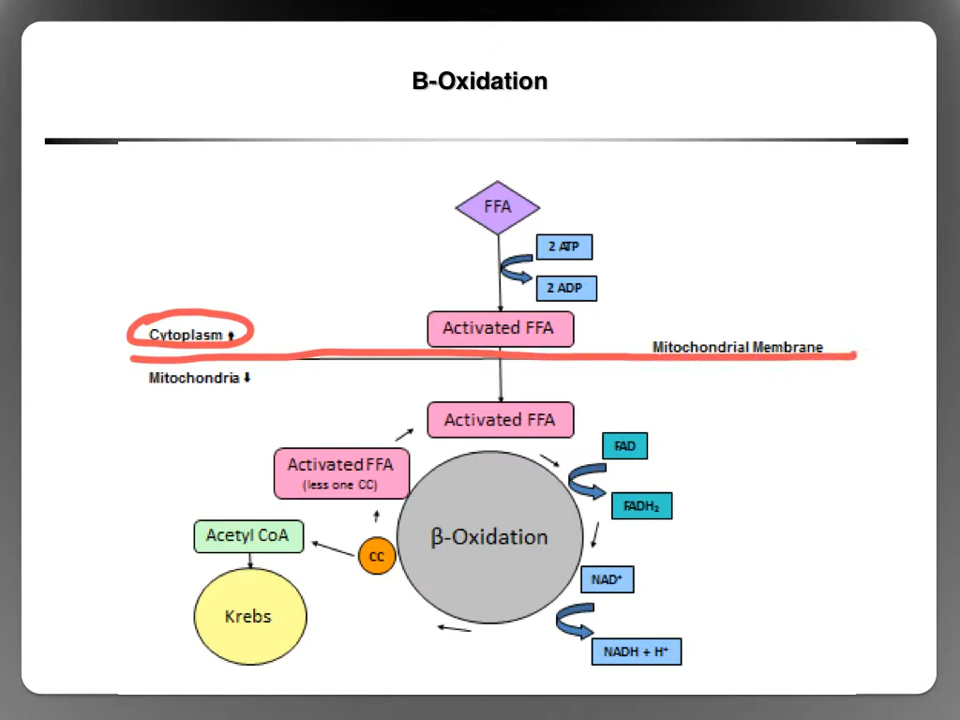 B-Oxidation
FFA
2 ATP
2 ADP
Activated FFA
Cytoplasm ⬆
Mitochondrial Membrane
Mitochondria ⬇
Activated FFA
Activated FFA
(less one CC)
FAD
FADH₂
Acetyl CoA
β-Oxidation
CC
NAD⁺
Krebs
NADH + H⁺